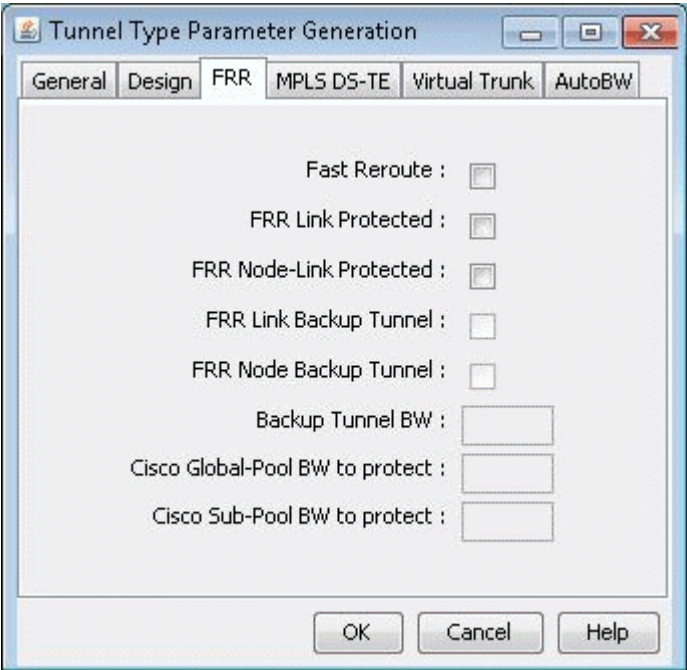 Tunnel Type Parameter Generation
General Design FRR MPLS DS-TE Virtual Trunk AutoBW
Fast Reroute :
FRR Link Protected :
FRR Node-Link Protected :
FRR Link Backup Tunnel :
FRR Node Backup Tunnel :
Backup Tunnel BW :
Cisco Global-Pool BW to protect :
Cisco Sub-Pool BW to protect :
OK Cancel Help